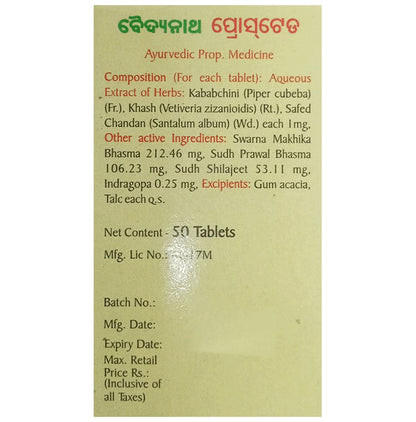 ବୈଦ୍ୟନାଥ ପ୍ରୋସ୍‌ଟେଡ
Ayurvedic Prop. Medicine
Composition (For each tablet): Aqueous
Extract of Herbs: Kababchini (Piper cubeba)
(Fr.), Khash (Vetiveria zizanioidis) (Rt.), Safed
Chandan (Santalum album) (Wd.) each 1mg,
Other active Ingredients: Swarna Makhika
Bhasma 212.46 mg, Sudh Prawal Bhasma
106.23 mg, Sudh Shilajeet 53.11 mg,
Indragopa 0.25 mg, Excipients: Gum acacia,
Talc each q.s.
Net Content - 50 Tablets
Mfg. Lic No.:
Batch No.:
Mfg. Date:
Expiry Date:
Max. Retail
Price Rs.:
(Inclusive of
all Taxes)